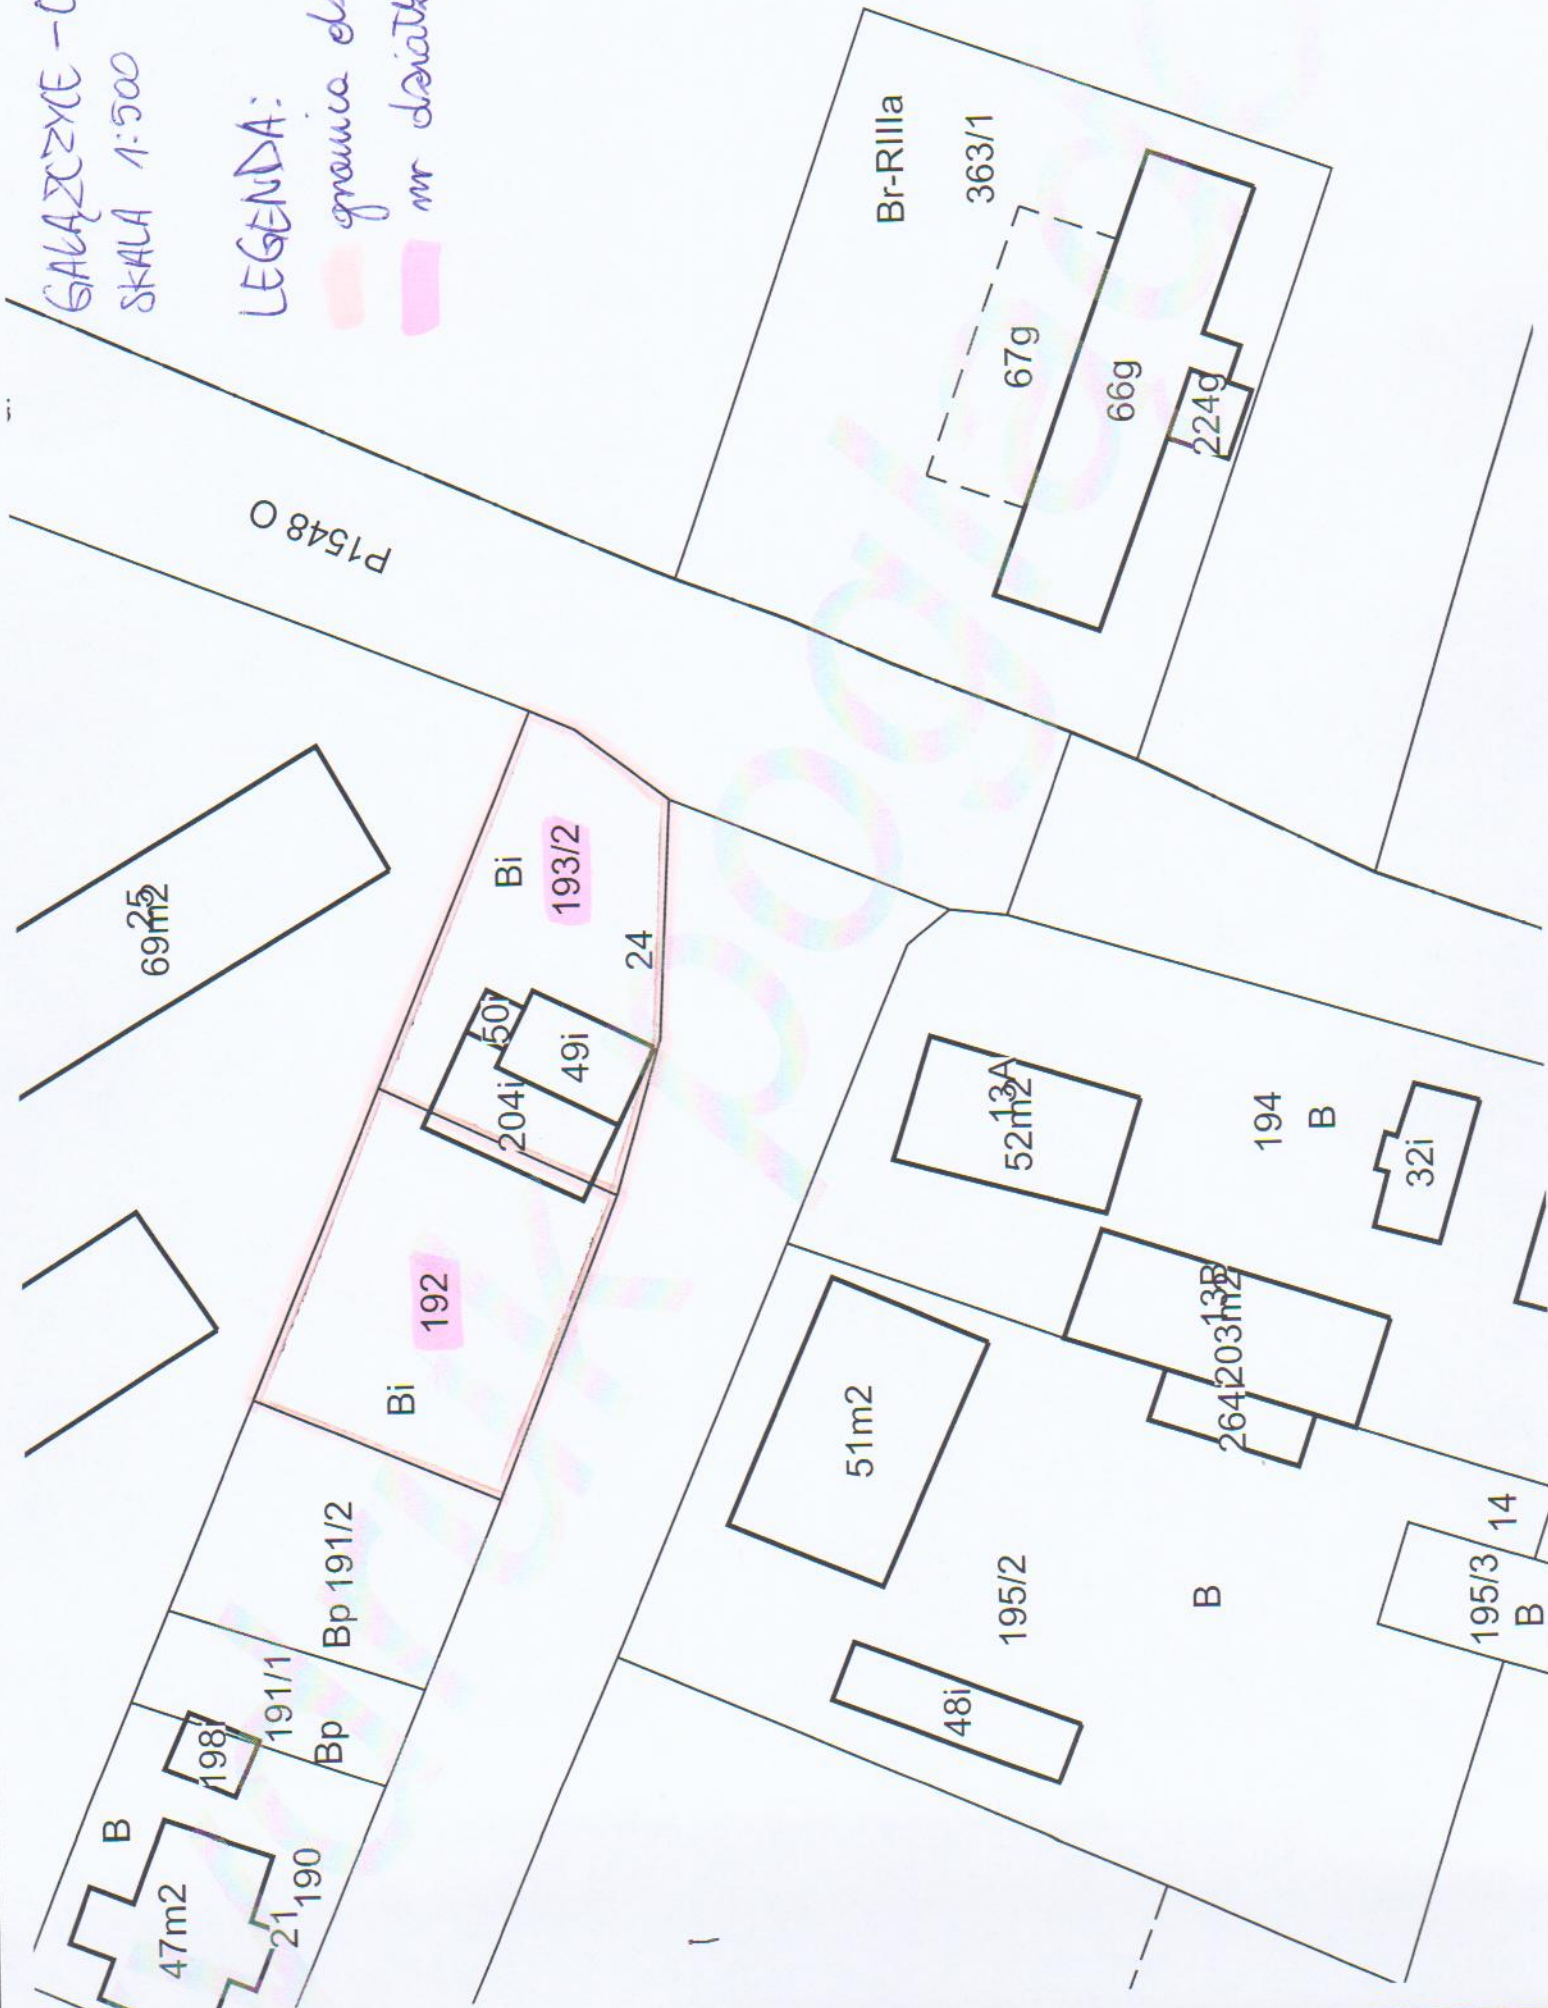 GAŁĄZCZYCE -
SKALA 1:500
LEGENDA:
granica
nr
P1548 O
Br-RIIIa
363/1
67g
66g
224g
25
69m2
Bi
193/2
24
50i
49i
204i
192
Bi
Bp 191/2
191/1
Bp
198i
B
47m2
21
190
13A
52m2
194
B
32i
13B
203m2
264i
51m2
195/2
B
48i
14
195/3
B
podgląd